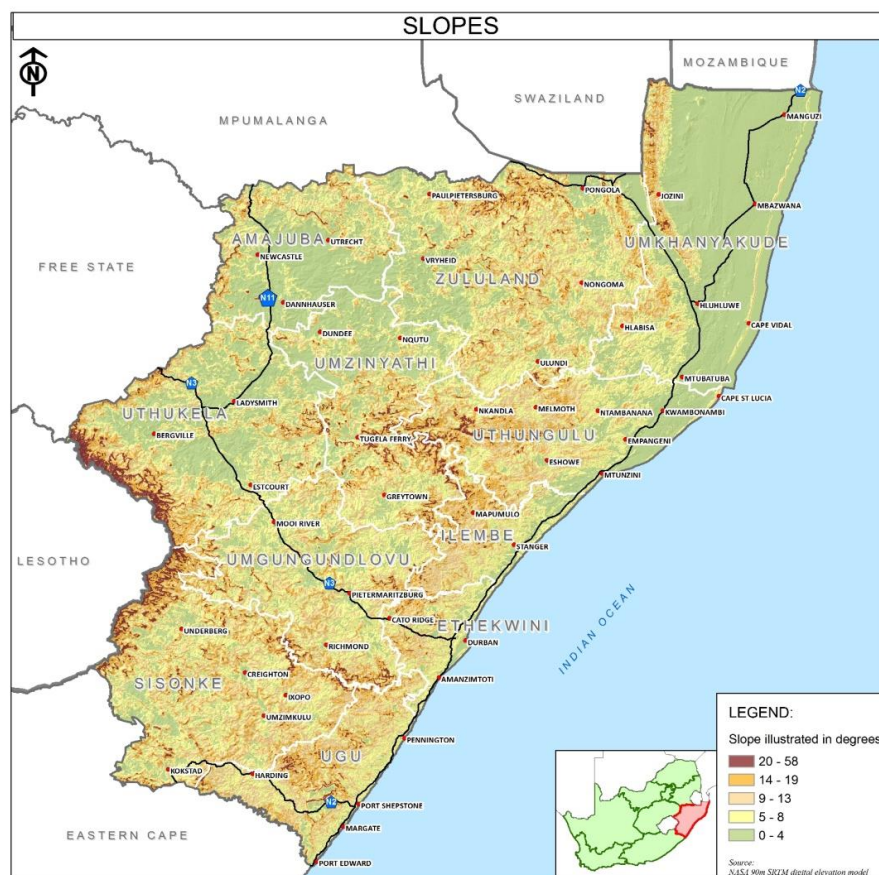 SLOPES
N
MOZAMBIQUE
SWAZILAND
N2
MANGUZI
MPUMALANGA
PAULPIETERSBURG
PONGOLA
JOZINI
MBAZWANA
AMAJUBA
UTRECHT
UMKHANYAKUDE
NEWCASTLE
VRYHEID
FREE STATE
ZULULAND
NONGOMA
N11
DANNHAUSER
HLUHLUWE
HLABISA
CAPE VIDAL
DUNDEE
NQUTU
UMZINYATHI
ULUNDI
MTUBATUBA
N3
CAPE ST LUCIA
LADYSMITH
UTHUKELA
NKANDLA
MELMOTH
NTAMBANANA
KWAMBONAMBI
BERGVILLE
TUGELA FERRY
UTHUNGULU
EMPANGENI
ESHOWE
MTUNZINI
ESTCOURT
GREYTOWN
MAPUMULO
MOOI RIVER
ILEMBE
STANGER
LESOTHO
UMGUNGUNDLOVU
N3
PIETERMARITZBURG
CATO RIDGE
ETHEKWINI
UNDERBERG
DURBAN
INDIAN OCEAN
RICHMOND
CREIGHTON
AMANZIMTOTI
SISONKE
IXOPO
UMZIMKULU
PENNINGTON
UGU
KOKSTAD
HARDING
N2
PORT SHEPSTONE
MARGATE
EASTERN CAPE
PORT EDWARD
LEGEND:
Slope illustrated in degrees
20 - 58
14 - 19
9 - 13
5 - 8
0 - 4
Source:
NASA 90m SRTM digital elevation model